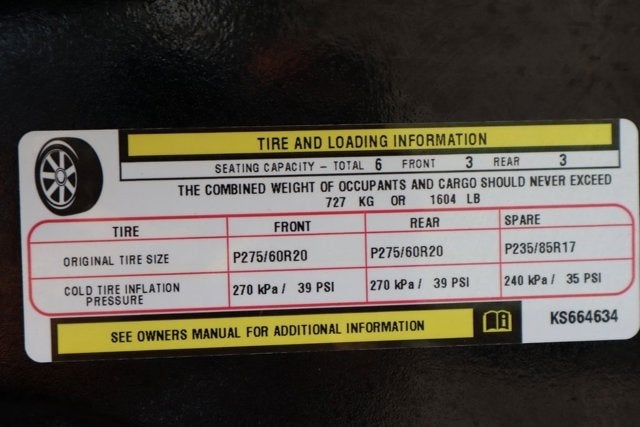 TIRE AND LOADING INFORMATION
SEATING CAPACITY – TOTAL 6 FRONT 3 REAR 3
THE COMBINED WEIGHT OF OCCUPANTS AND CARGO SHOULD NEVER EXCEED
727 KG OR 1604 LB
TIRE FRONT REAR SPARE
ORIGINAL TIRE SIZE P275/60R20 P275/60R20 P235/85R17
COLD TIRE INFLATION PRESSURE 270 kPa / 39 PSI 270 kPa / 39 PSI 240 kPa / 35 PSI
SEE OWNERS MANUAL FOR ADDITIONAL INFORMATION KS664634